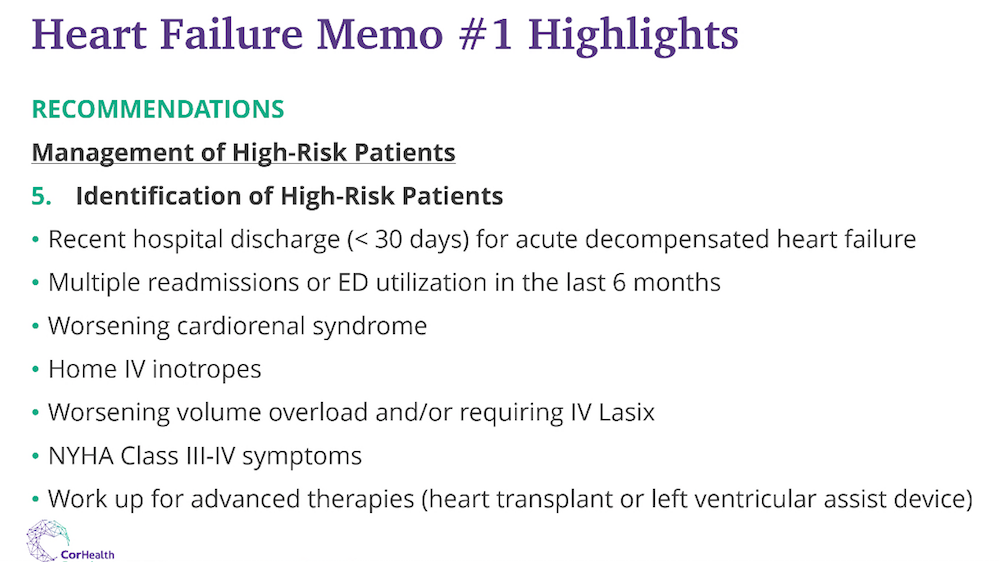 Heart Failure Memo #1 Highlights
RECOMMENDATIONS
Management of High-Risk Patients
5. Identification of High-Risk Patients
• Recent hospital discharge (< 30 days) for acute decompensated heart failure
• Multiple readmissions or ED utilization in the last 6 months
• Worsening cardiorenal syndrome
• Home IV inotropes
• Worsening volume overload and/or requiring IV Lasix
• NYHA Class III-IV symptoms
• Work up for advanced therapies (heart transplant or left ventricular assist device)
CorHealth